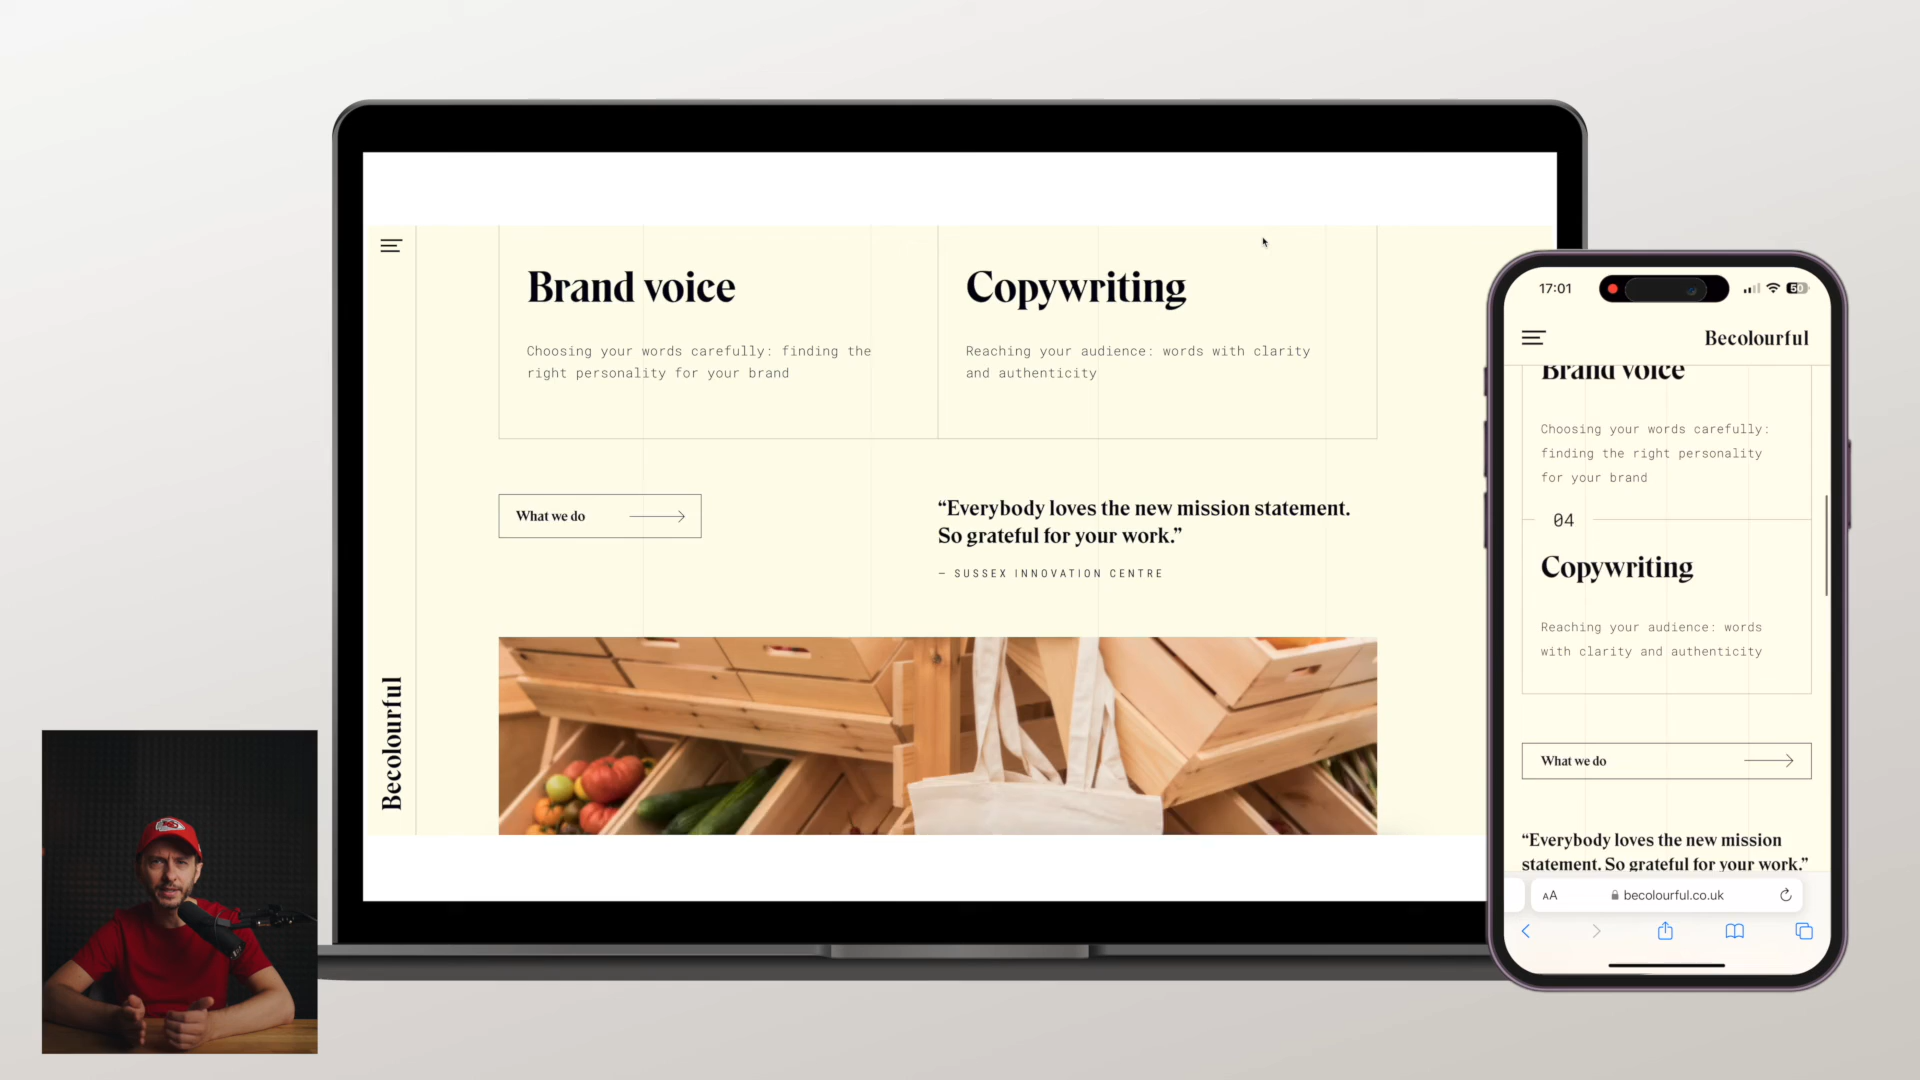 Brand voice
Choosing your words carefully: finding the
right personality for your brand
Copywriting
Reaching your audience: words with clarity
and authenticity
What we do
“Everybody loves the new mission statement.
So grateful for your work.”
— SUSSEX INNOVATION CENTRE
Becolourful
17:01
50
Becolourful
Brand voice
Choosing your words carefully:
finding the right personality
for your brand
04
Copywriting
Reaching your audience: words
with clarity and authenticity
What we do
“Everybody loves the new mission
statement. So grateful for your work.”
AA
becolourful.co.uk